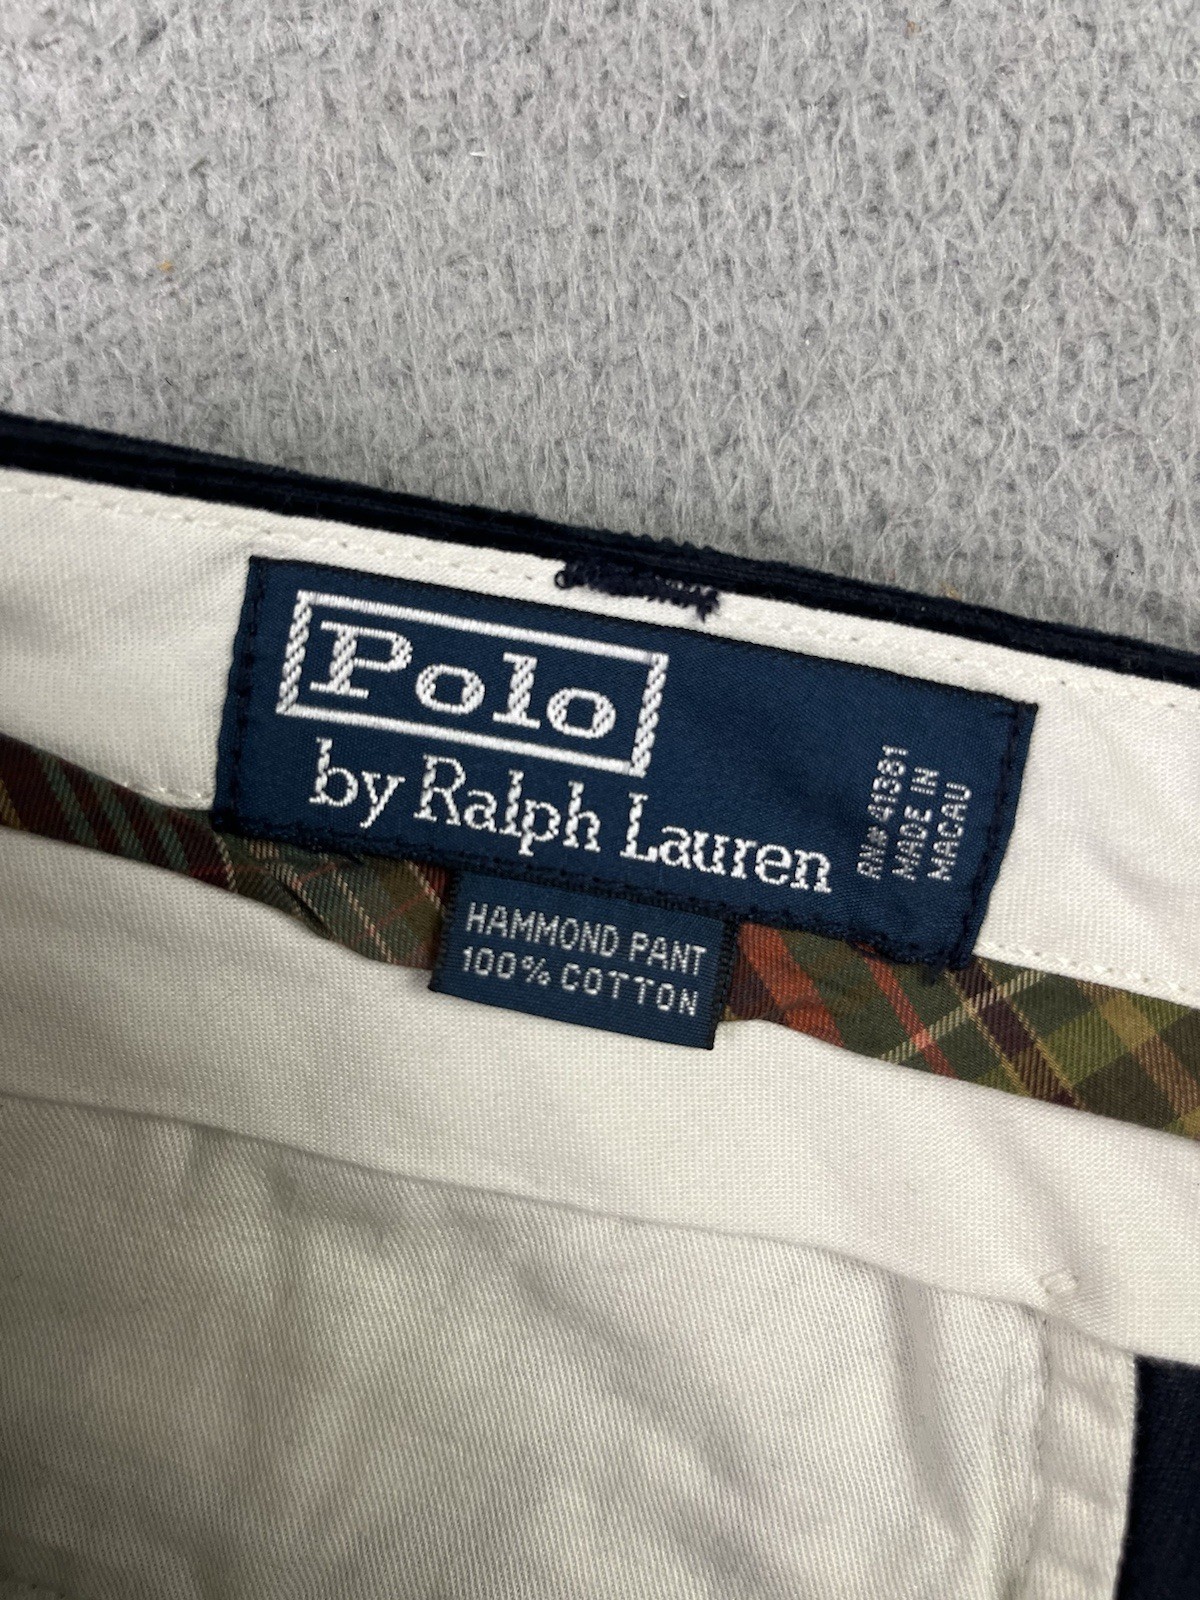 Polo
by Ralph Lauren
RN# 41381
MADE IN
MACAU
HAMMOND PANT
100% COTTON